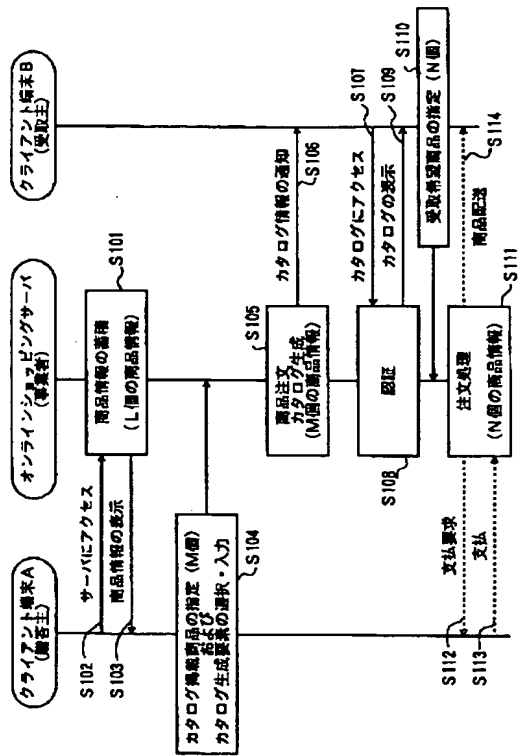 クライアント端末A
(贈答主)
オンラインショッピングサーバ
(事業者)
クライアント端末B
(受取主)
商品情報の蓄積
(L個の商品情報)
S101
サーバにアクセス
S102
商品情報の表示
S103
カタログ掲載商品の指定(M個)
および
カタログ生成要素の選択・入力
S104
商品注文
カタログ生成
(M個の商品情報)
S105
カタログ情報の通知
S106
カタログにアクセス
S107
認証
S108
カタログの表示
S109
受取希望商品の指定(N個)
S110
注文処理
(N個の商品情報)
S111
支払要求
S112
支払
S113
商品配送
S114